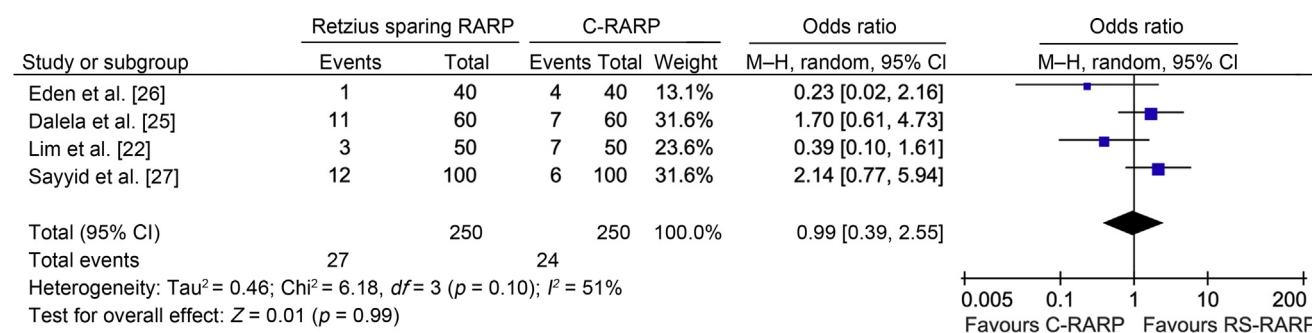 Retzius sparing RARP C-RARP Odds ratio Odds ratio
Study or subgroup Events Total Events Total Weight M–H, random, 95% CI M–H, random, 95% CI
Eden et al. [26] 1 40 4 40 13.1% 0.23 [0.02, 2.16]
Dalela et al. [25] 11 60 7 60 31.6% 1.70 [0.61, 4.73]
Lim et al. [22] 3 50 7 50 23.6% 0.39 [0.10, 1.61]
Sayyid et al. [27] 12 100 6 100 31.6% 2.14 [0.77, 5.94]
Total (95% CI) 250 250 100.0% 0.99 [0.39, 2.55]
Total events 27 24
Heterogeneity: Tau² = 0.46; Chi² = 6.18, df = 3 (p = 0.10); I² = 51%
Test for overall effect: Z = 0.01 (p = 0.99)
0.005 0.1 1 10 200
Favours C-RARP Favours RS-RARP